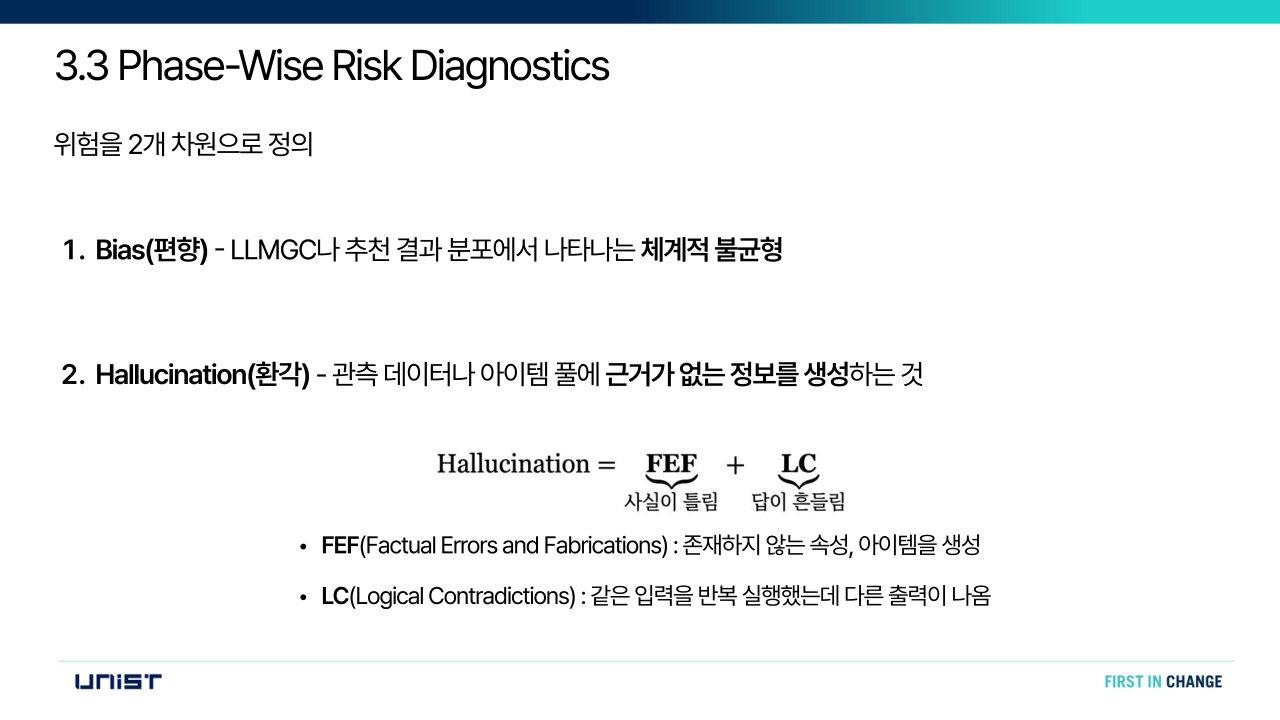 3.3 Phase-Wise Risk Diagnostics
위험을 2개 차원으로 정의
1. Bias(편향) - LLMGC나 추천 결과 분포에서 나타나는 체계적 불균형
2. Hallucination(환각) - 관측 데이터나 아이템 풀에 근거가 없는 정보를 생성하는 것
Hallucination = FEF + LC
사실이 틀림 답이 흔들림
• FEF(Factual Errors and Fabrications) : 존재하지 않는 속성, 아이템을 생성
• LC(Logical Contradictions) : 같은 입력을 반복 실행했는데 다른 출력이 나옴
UNIST
FIRST IN CHANGE